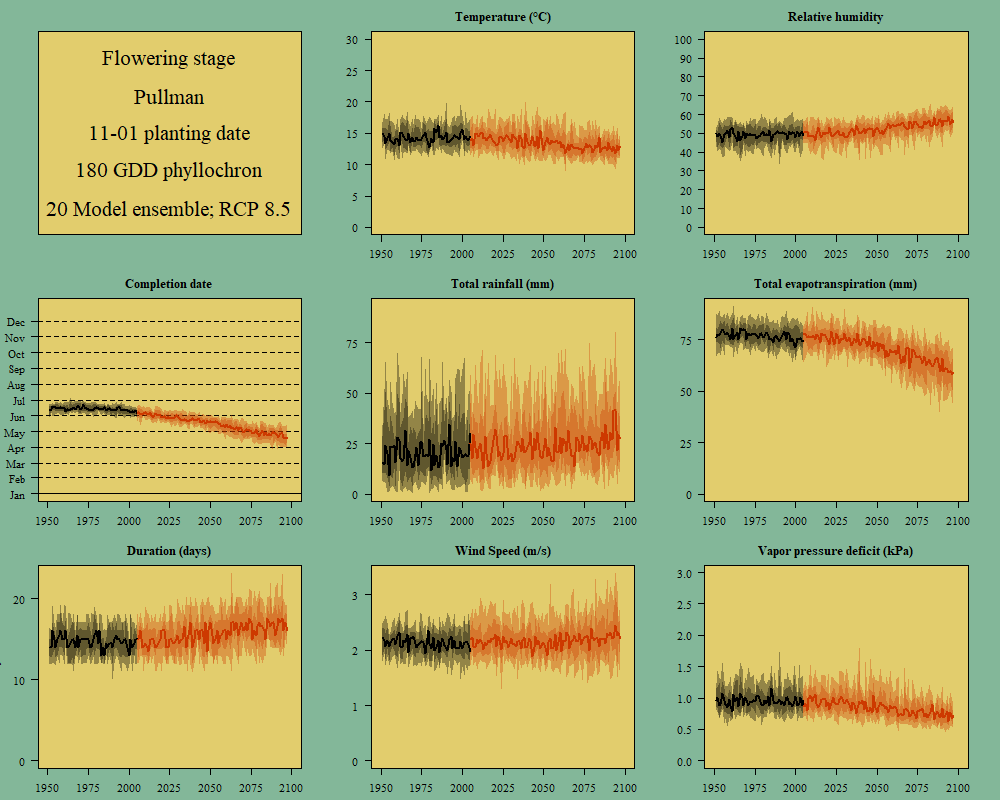 Flowering stage
Pullman
11-01 planting date
180 GDD phyllochron
20 Model ensemble; RCP 8.5
Temperature (°C)
30
25
20
15
10
5
0
1950 1975 2000 2025 2050 2075 2100
Relative humidity
100
90
80
70
60
50
40
30
20
10
0
1950 1975 2000 2025 2050 2075 2100
Completion date
Dec
Nov
Oct
Sep
Aug
Jul
Jun
May
Apr
Mar
Feb
Jan
1950 1975 2000 2025 2050 2075 2100
Total rainfall (mm)
75
50
25
0
1950 1975 2000 2025 2050 2075 2100
Total evapotranspiration (mm)
75
50
25
0
1950 1975 2000 2025 2050 2075 2100
Duration (days)
20
10
0
1950 1975 2000 2025 2050 2075 2100
Wind Speed (m/s)
3
2
1
0
1950 1975 2000 2025 2050 2075 2100
Vapor pressure deficit (kPa)
3.0
2.5
2.0
1.5
1.0
0.5
0.0
1950 1975 2000 2025 2050 2075 2100